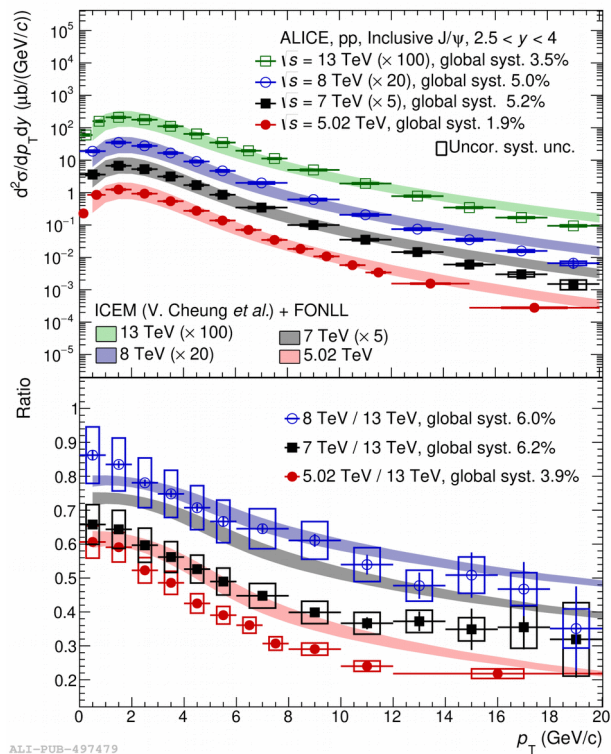 ALICE, pp, Inclusive J/ψ, 2.5 < y < 4
√s = 13 TeV (× 100), global syst. 3.5%
√s = 8 TeV (× 20), global syst. 5.0%
√s = 7 TeV (× 5), global syst. 5.2%
√s = 5.02 TeV, global syst. 1.9%
Uncor. syst. unc.
d²σ/dp_T dy (μb/(GeV/c))
10⁴
10³
10²
10
1
10⁻¹
10⁻²
10⁻³
10⁻⁴
10⁻⁵
ICEM (V. Cheung et al.) + FONLL
13 TeV (× 100)
7 TeV (× 5)
8 TeV (× 20)
5.02 TeV
Ratio
8 TeV / 13 TeV, global syst. 6.0%
7 TeV / 13 TeV, global syst. 6.2%
5.02 TeV / 13 TeV, global syst. 3.9%
1
0.9
0.8
0.7
0.6
0.5
0.4
0.3
0.2
0 2 4 6 8 10 12 14 16 18 20
p_T (GeV/c)
ALI-PUB-497479